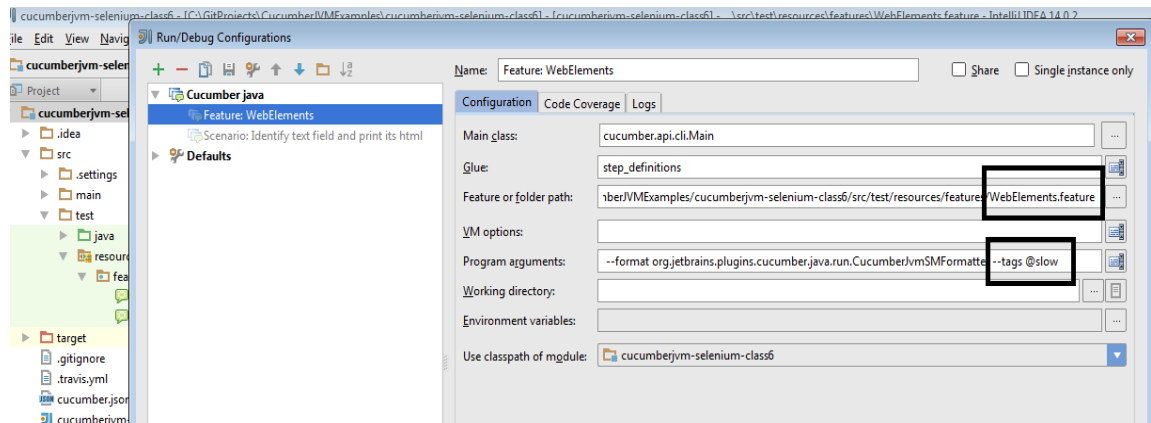 cucumberjvm-selenium-class6 - [C:\GitProjects\CucumberJVMExamples\cucumberjvm-selenium-class6] - [cucumberjvm-selenium-class6] - ...\src\test\resources\features\WebElements.feature - IntelliJ IDEA 14.0.2
File Edit View Navig
Run/Debug Configurations
cucumberjvm-seler
Name: Feature: WebElements
Share
Single instance only
Project
Cucumber java
Configuration Code Coverage Logs
cucumberjvm-sel
Feature: WebElements
.idea
Scenario: Identify text field and print its html
Main class: cucumber.api.cli.Main
src
Defaults
Glue: step_definitions
.settings
main
Feature or folder path: nberJVMExamples/cucumberjvm-selenium-class6/src/test/resources/features/WebElements.feature
test
java
VM options:
resourc
Program arguments: --format org.jetbrains.plugins.cucumber.java.run.CucumberJvmSMFormatte --tags @slow
fea
Working directory:
Environment variables:
target
.gitignore
Use classpath of module: cucumberjvm-selenium-class6
.travis.yml
cucumber.jsor
cucumberjvm-